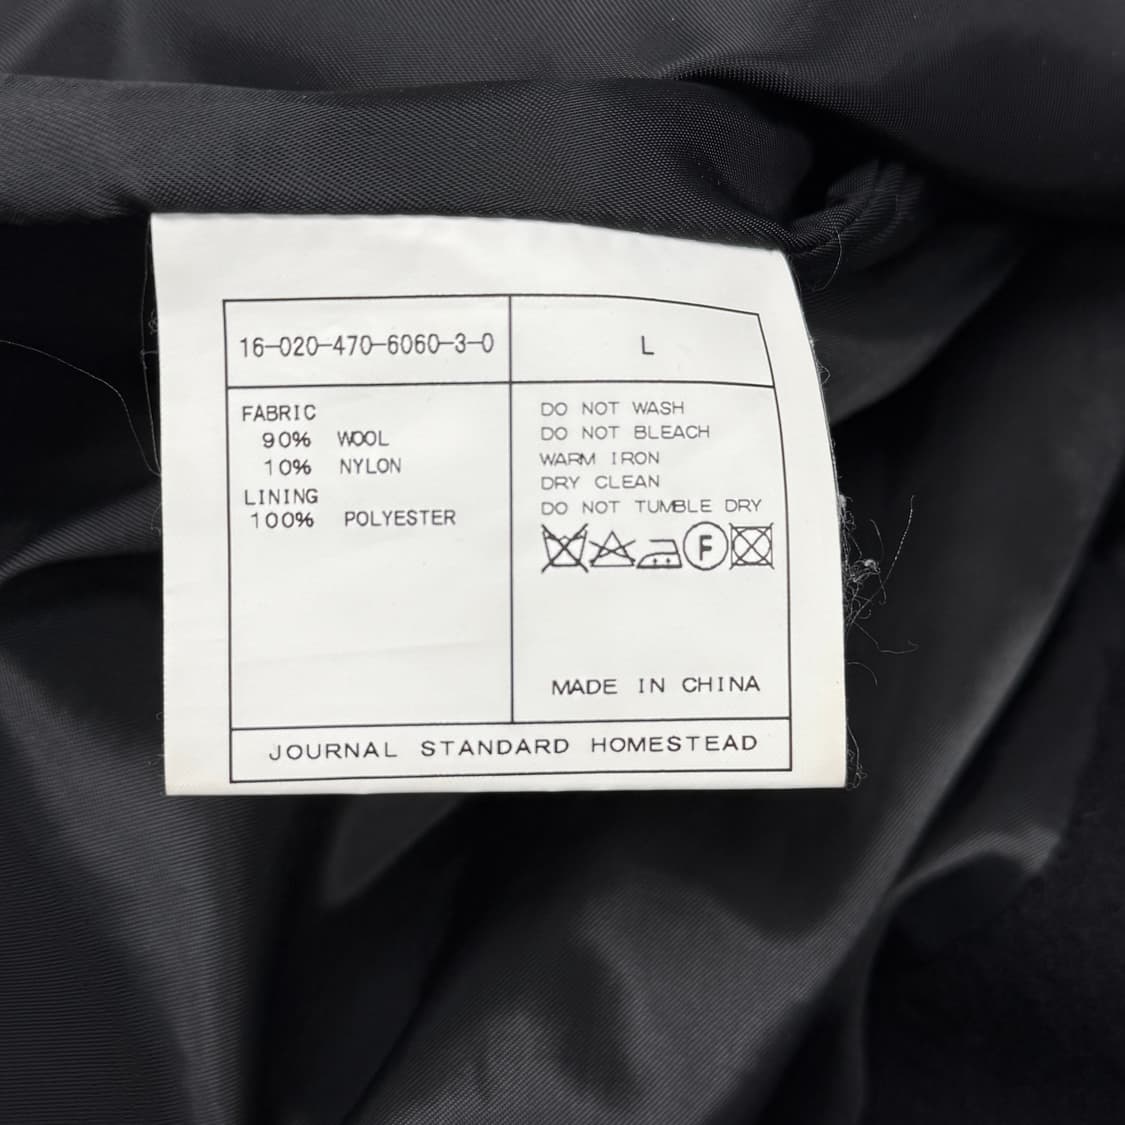 16-020-470-6060-3-0
L
FABRIC
90% WOOL
10% NYLON
LINING
100% POLYESTER
DO NOT WASH
DO NOT BLEACH
WARM IRON
DRY CLEAN
DO NOT TUMBLE DRY
F
MADE IN CHINA
JOURNAL STANDARD HOMESTEAD